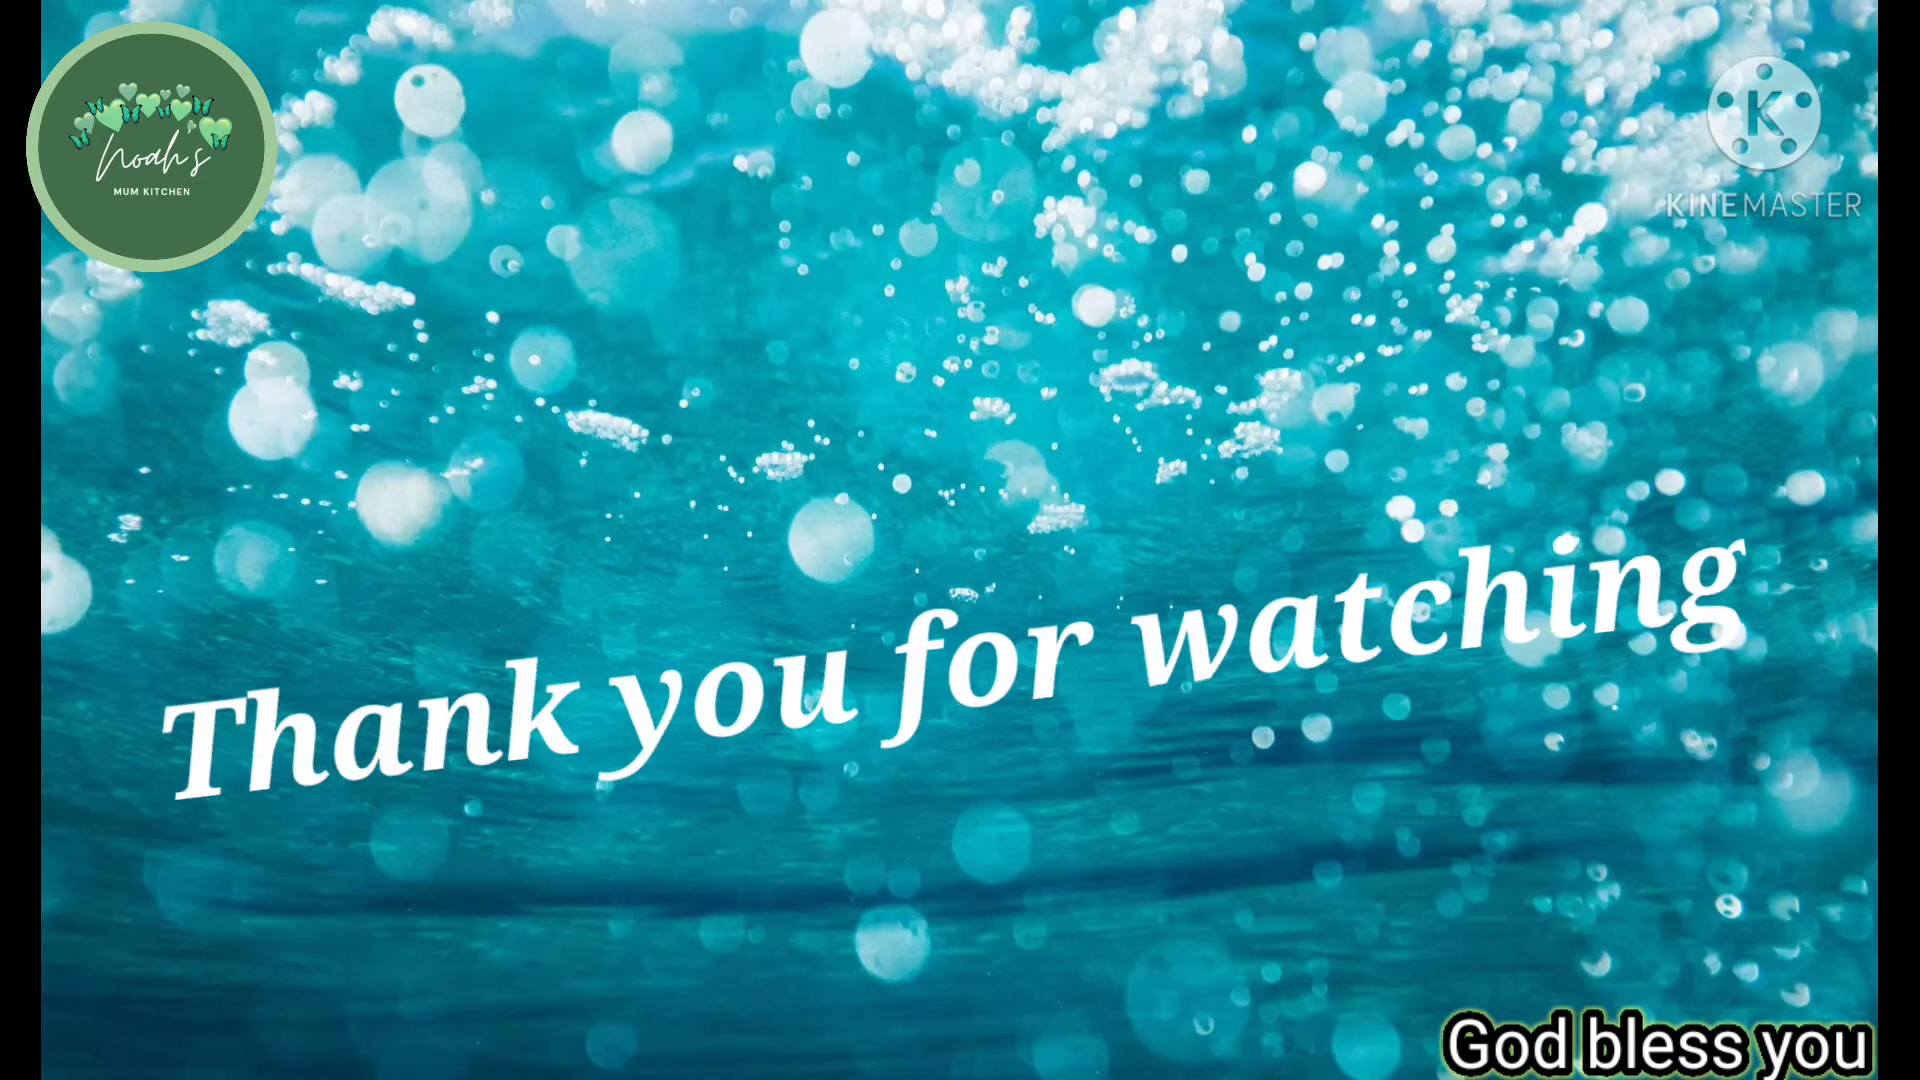 Noah's
MUM KITCHEN
K
KINEMASTER
Thank you for watching
God bless you